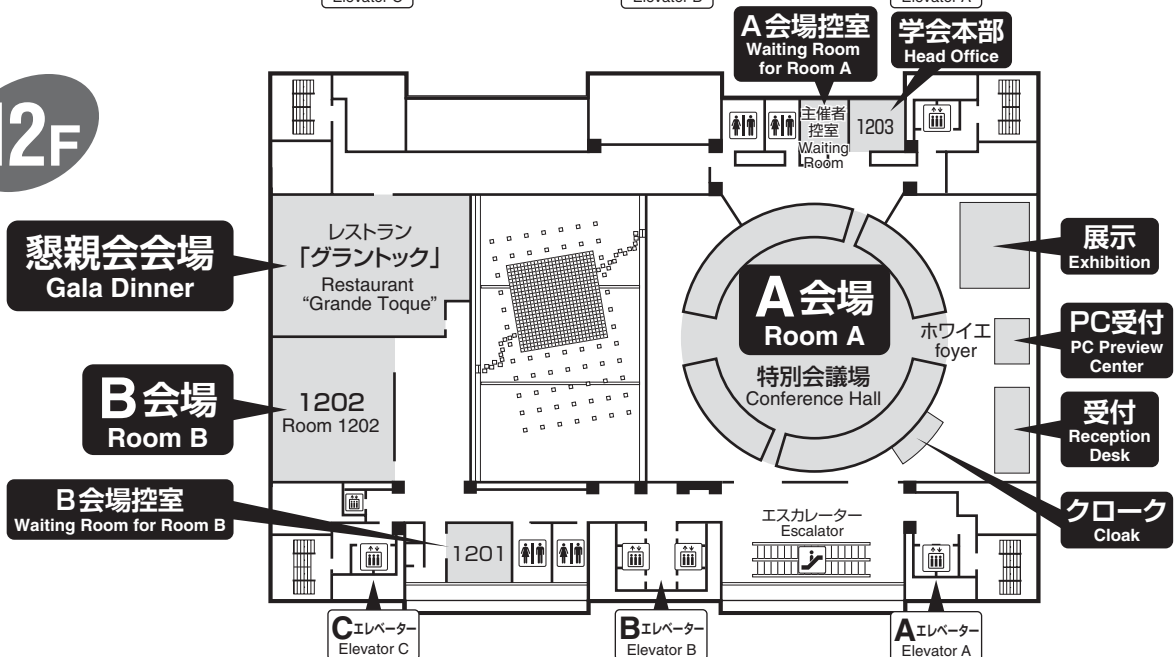 Elevator C
Elevator B
Elevator A
A会場控室
Waiting Room
for Room A
学会本部
Head Office
12F
主催者
控室
Waiting
Room
1203
懇親会会場
Gala Dinner
レストラン
「グラントック」
Restaurant
“Grande Toque”
展示
Exhibition
A会場
Room A
特別会議場
Conference Hall
ホワイエ
foyer
PC受付
PC Preview
Center
B会場
Room B
1202
Room 1202
受付
Reception
Desk
B会場控室
Waiting Room for Room B
1201
エスカレーター
Escalator
クローク
Cloak
Cエレベーター
Elevator C
Bエレベーター
Elevator B
Aエレベーター
Elevator A